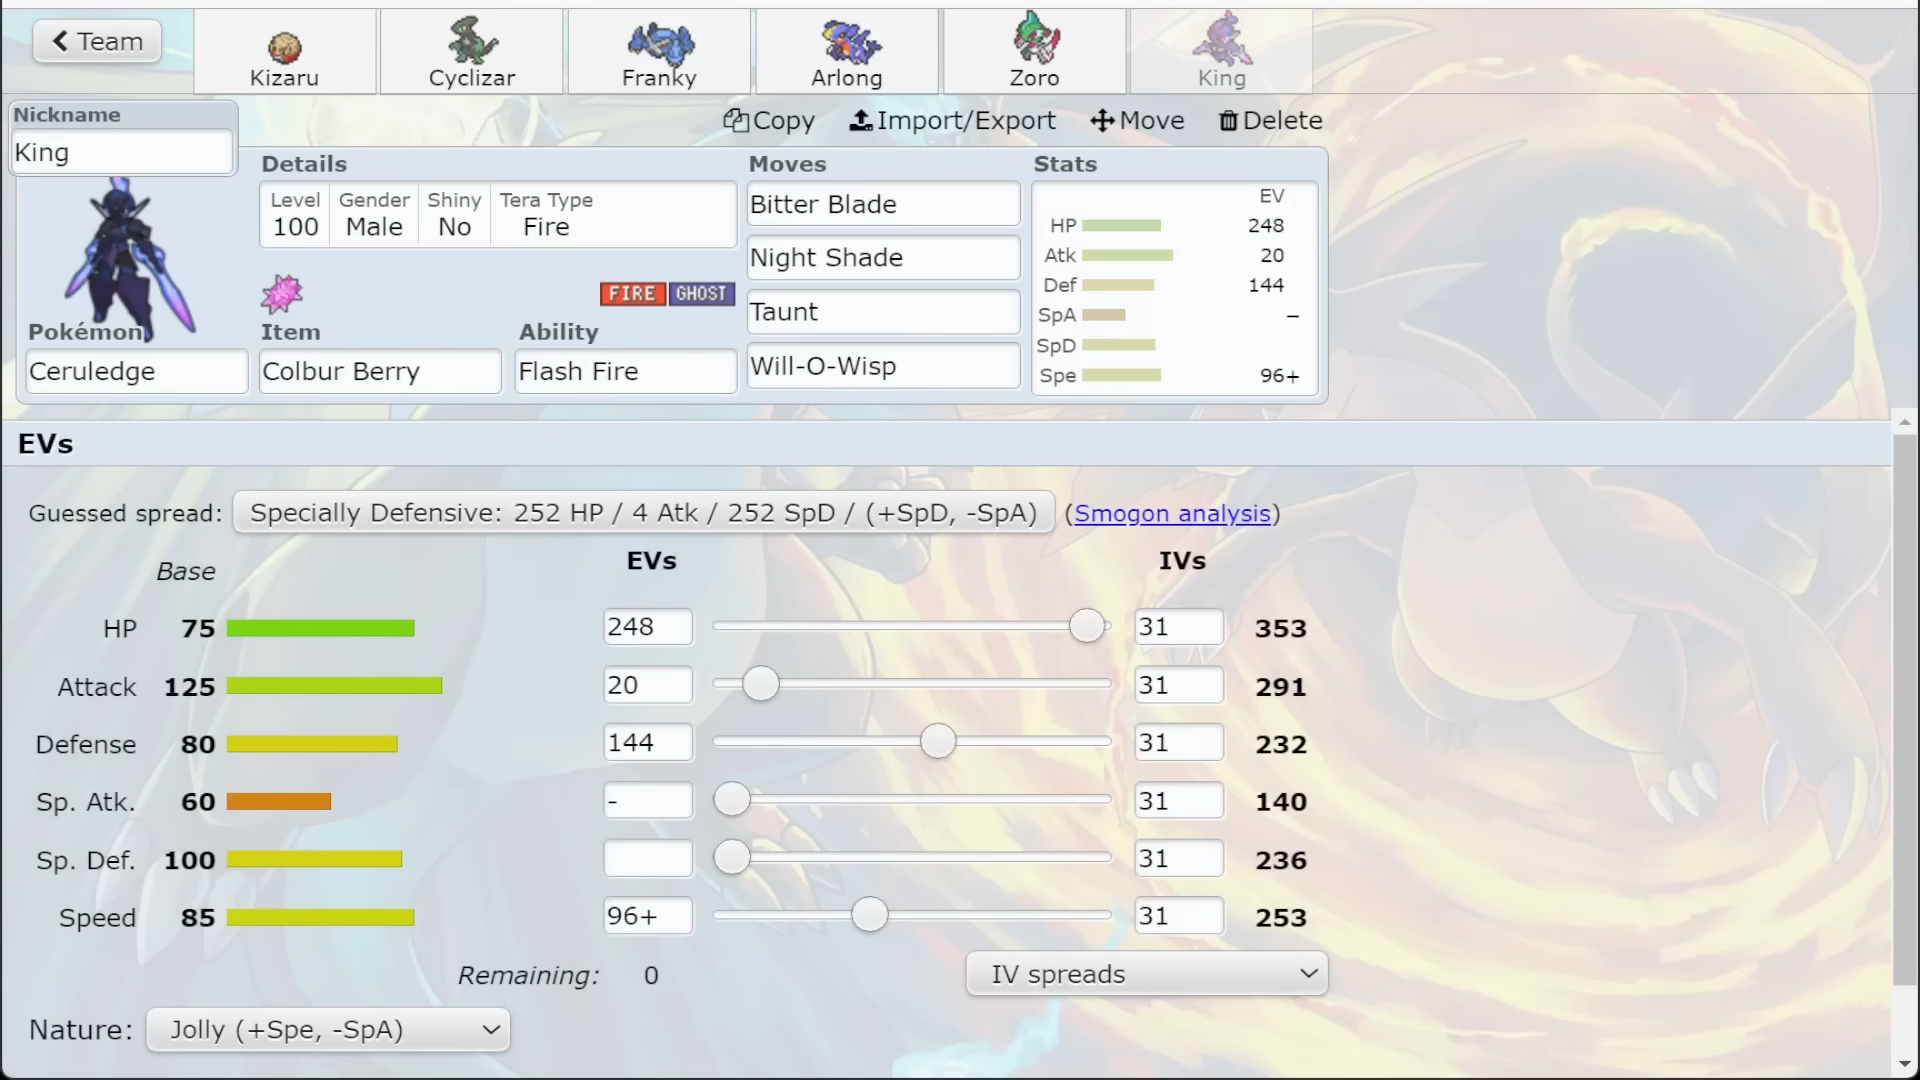 Team
Kizaru
Cyclizar
Franky
Arlong
Zoro
King
Nickname
King
Copy
Import/Export
Move
Delete
Details
Level
100
Gender
Male
Shiny
No
Tera Type
Fire
FIRE GHOST
Pokémon
Ceruledge
Item
Colbur Berry
Ability
Flash Fire
Moves
Bitter Blade
Night Shade
Taunt
Will-O-Wisp
Stats
EV
HP 248
Atk 20
Def 144
SpA –
SpD
Spe 96+
EVs
Guessed spread: Specially Defensive: 252 HP / 4 Atk / 252 SpD / (+SpD, -SpA) (Smogon analysis)
Base EVs IVs
HP 75 248 31 353
Attack 125 20 31 291
Defense 80 144 31 232
Sp. Atk. 60 - 31 140
Sp. Def. 100 31 236
Speed 85 96+ 31 253
Remaining: 0 IV spreads
Nature: Jolly (+Spe, -SpA)